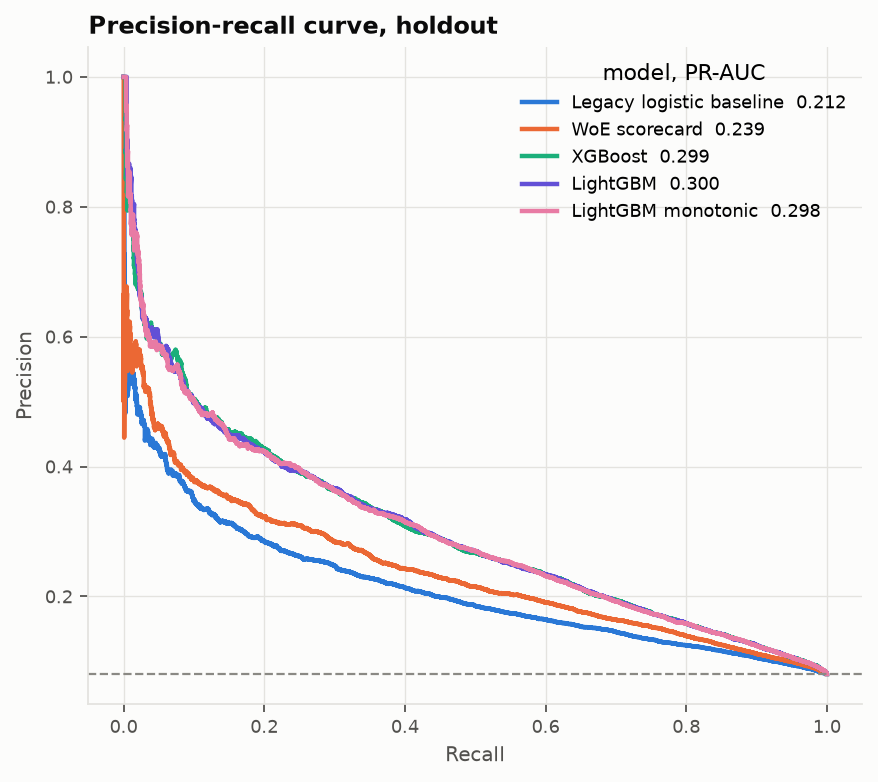 Precision-recall curve, holdout
model, PR-AUC
Legacy logistic baseline 0.212
WoE scorecard 0.239
XGBoost 0.299
LightGBM 0.300
LightGBM monotonic 0.298
Precision
1.0
0.8
0.6
0.4
0.2
0.0 0.2 0.4 0.6 0.8 1.0
Recall